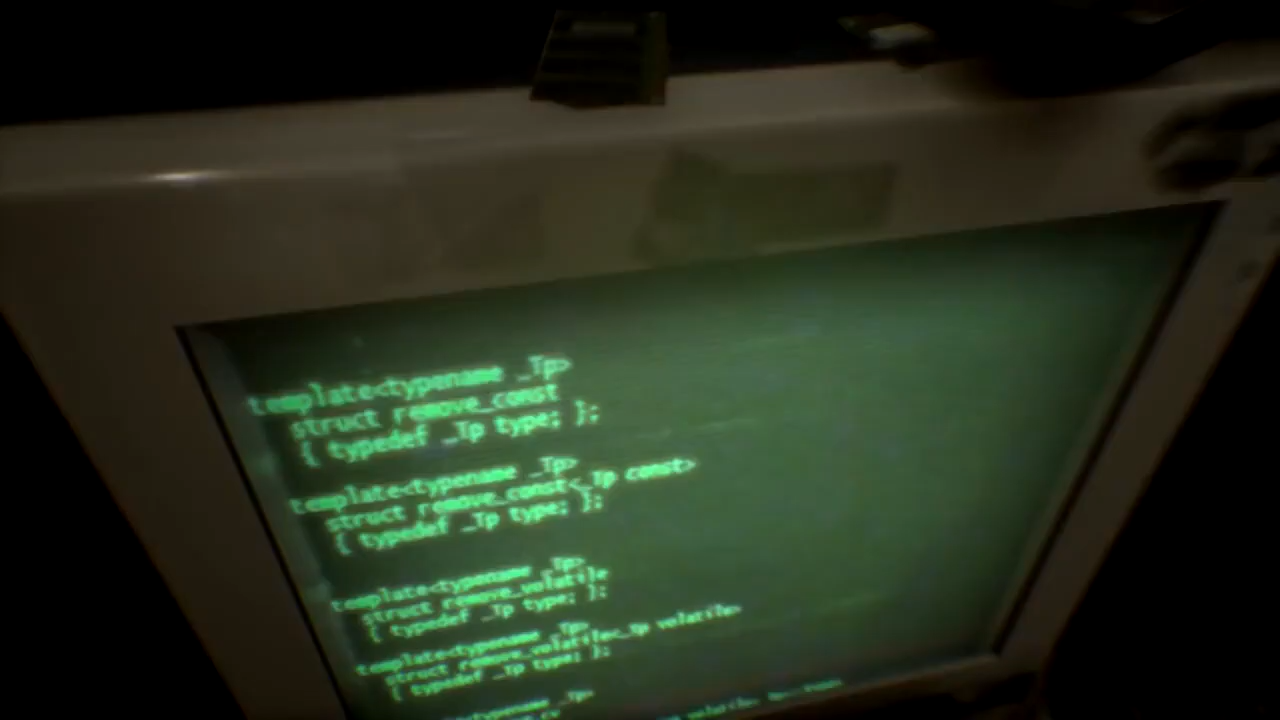 template<typename _Tp>
struct remove_const
{ typedef _Tp type; };
template<typename _Tp>
struct remove_const<_Tp const>
{ typedef _Tp type; };
template<typename _Tp>
struct remove_volatile
{ typedef _Tp type; };
template<typename _Tp>
struct remove_volatile<_Tp volatile>
{ typedef _Tp type; };